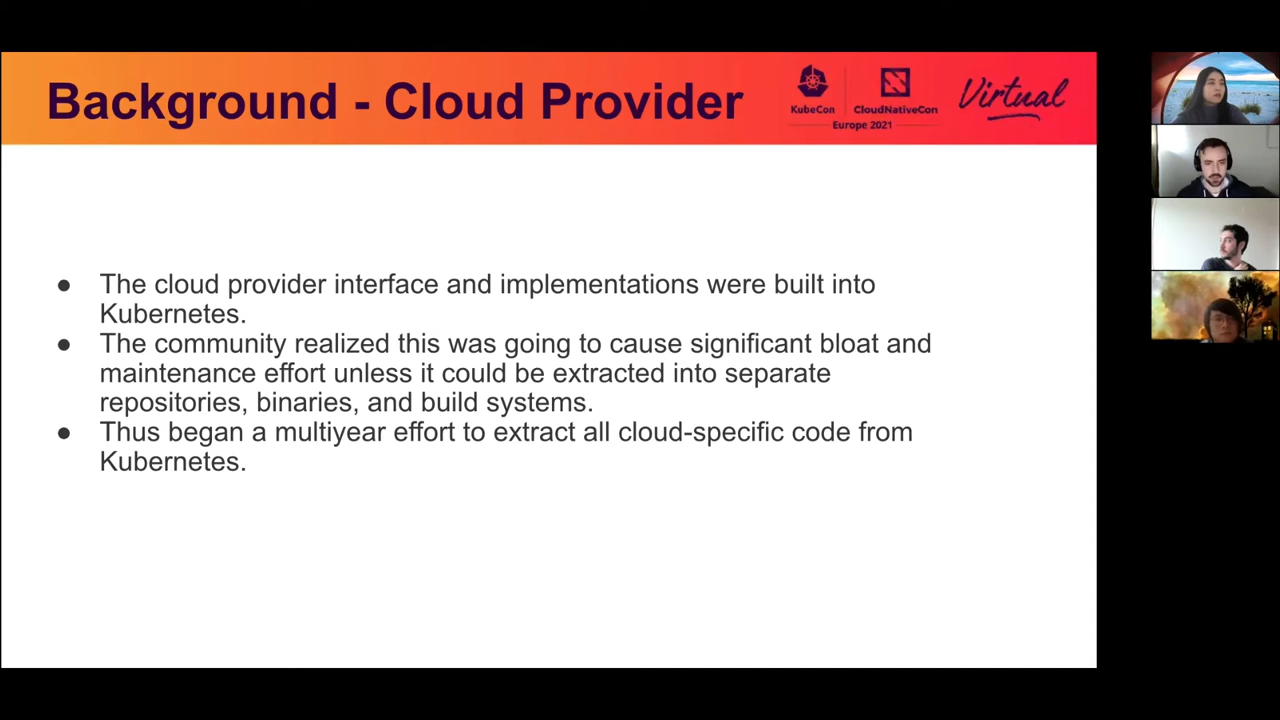 Background - Cloud Provider
KubeCon
CloudNativeCon
Europe 2021
Virtual
● The cloud provider interface and implementations were built into
Kubernetes.
● The community realized this was going to cause significant bloat and
maintenance effort unless it could be extracted into separate
repositories, binaries, and build systems.
● Thus began a multiyear effort to extract all cloud-specific code from
Kubernetes.